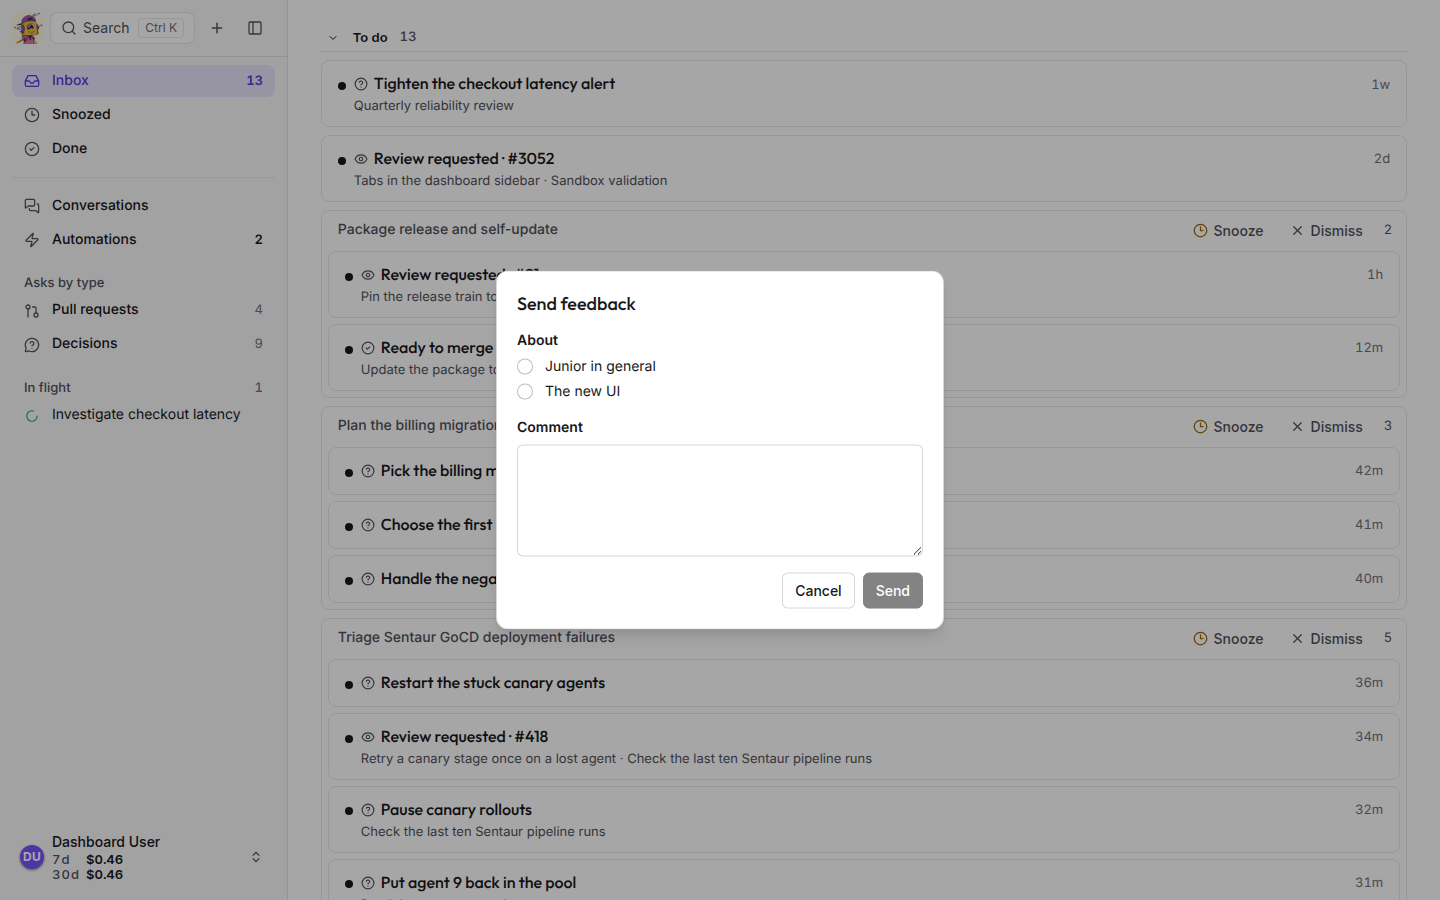 Search Ctrl K
Inbox 13
Snoozed
Done
Conversations
Automations 2
Asks by type
Pull requests 4
Decisions 9
In flight 1
Investigate checkout latency
DU Dashboard User
7d $0.46
30d $0.46
To do 13
Tighten the checkout latency alert 1w
Quarterly reliability review
Review requested · #3052 2d
Tabs in the dashboard sidebar · Sandbox validation
Package release and self-update Snooze Dismiss 2
Review requested 1h
Pin the release train
Ready to merge 12m
Update the package
Plan the billing migration Snooze Dismiss 3
Pick the billing 42m
Choose the first 41m
Handle the 40m
Triage Sentaur GoCD deployment failures Snooze Dismiss 5
Restart the stuck canary agents 36m
Review requested · #418 34m
Retry a canary stage once on a lost agent · Check the last ten Sentaur pipeline runs
Pause canary rollouts 32m
Check the last ten Sentaur pipeline runs
Put agent 9 back in the pool 31m
Send feedback
About
Junior in general
The new UI
Comment
Cancel Send